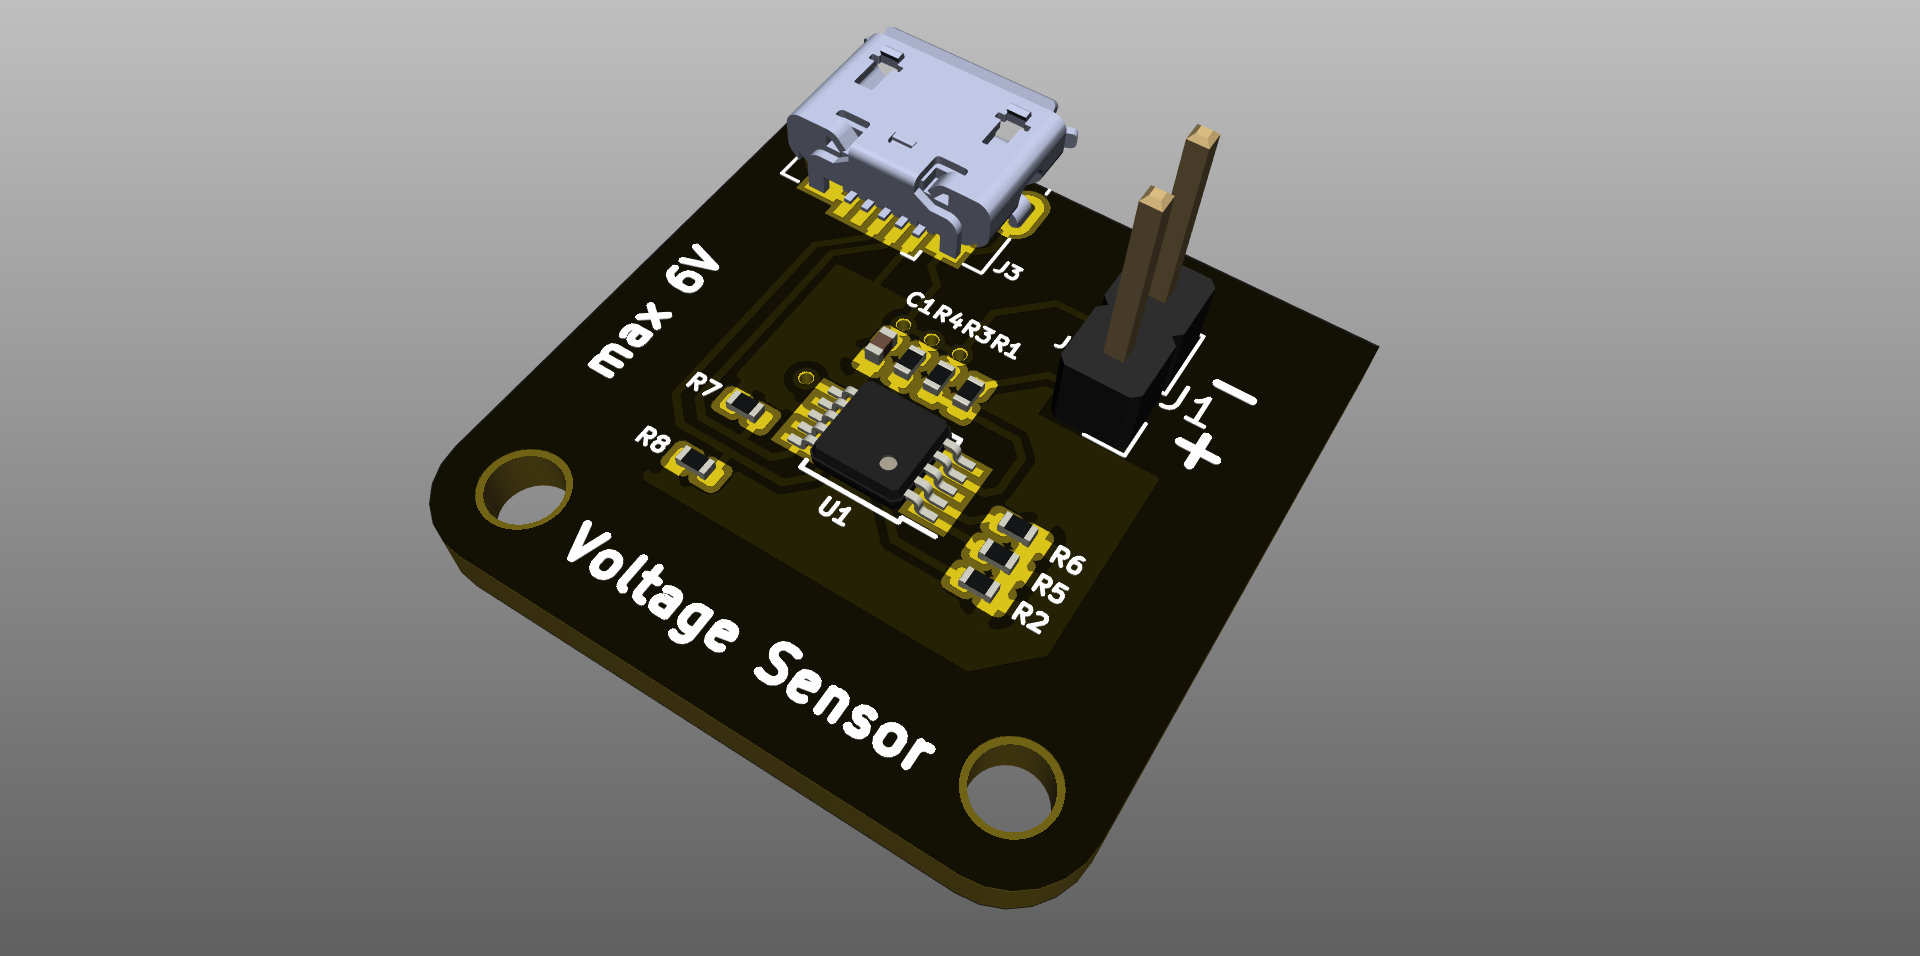 J3
max 6V
C1R4R3R1
J1
−
+
R7
R8
U1
R6
R5
R2
Voltage Sensor